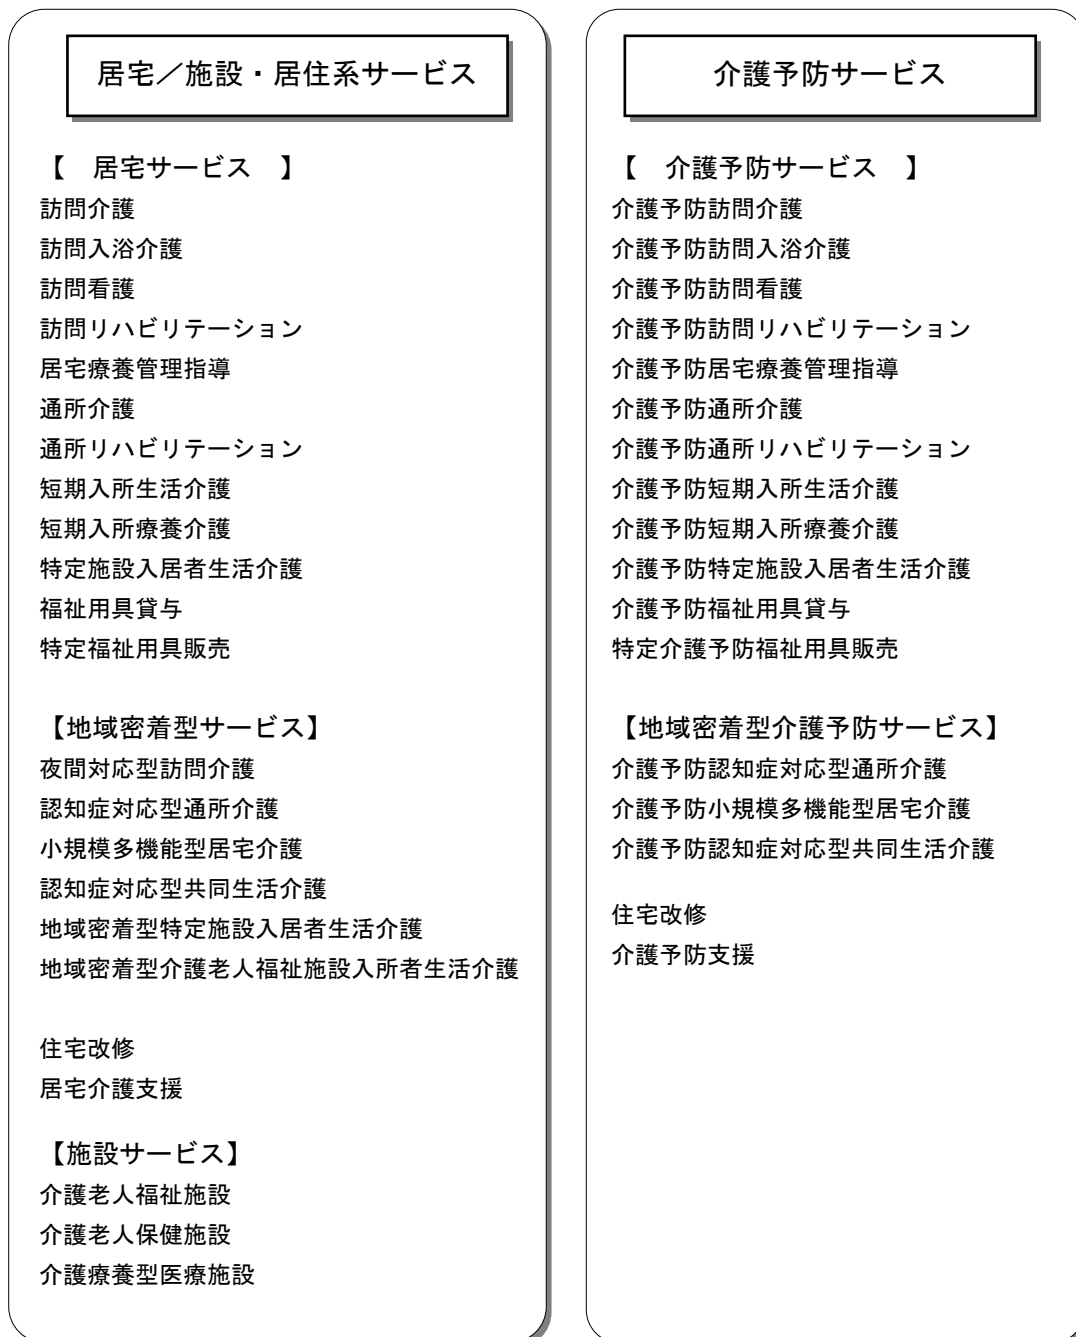 居宅／施設・居住系サービス
【　居宅サービス　】
訪問介護
訪問入浴介護
訪問看護
訪問リハビリテーション
居宅療養管理指導
通所介護
通所リハビリテーション
短期入所生活介護
短期入所療養介護
特定施設入居者生活介護
福祉用具貸与
特定福祉用具販売
【地域密着型サービス】
夜間対応型訪問介護
認知症対応型通所介護
小規模多機能型居宅介護
認知症対応型共同生活介護
地域密着型特定施設入居者生活介護
地域密着型介護老人福祉施設入所者生活介護
住宅改修
居宅介護支援
【施設サービス】
介護老人福祉施設
介護老人保健施設
介護療養型医療施設
介護予防サービス
【　介護予防サービス　】
介護予防訪問介護
介護予防訪問入浴介護
介護予防訪問看護
介護予防訪問リハビリテーション
介護予防居宅療養管理指導
介護予防通所介護
介護予防通所リハビリテーション
介護予防短期入所生活介護
介護予防短期入所療養介護
介護予防特定施設入居者生活介護
介護予防福祉用具貸与
特定介護予防福祉用具販売
【地域密着型介護予防サービス】
介護予防認知症対応型通所介護
介護予防小規模多機能型居宅介護
介護予防認知症対応型共同生活介護
住宅改修
介護予防支援